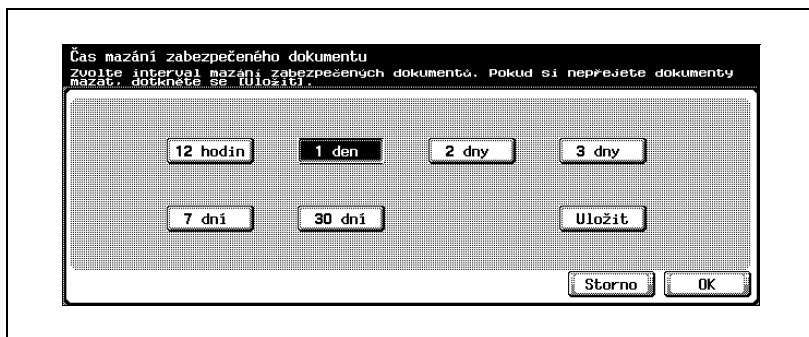 Čas mazání zabezpečeného dokumentu
Zvolte interval mazání zabezpečených dokumentů. Pokud si nepřejete dokumenty
mazat, dotkněte se [Uložit].
12 hodin 1 den 2 dny 3 dny
7 dní 30 dní Uložit
Storno OK